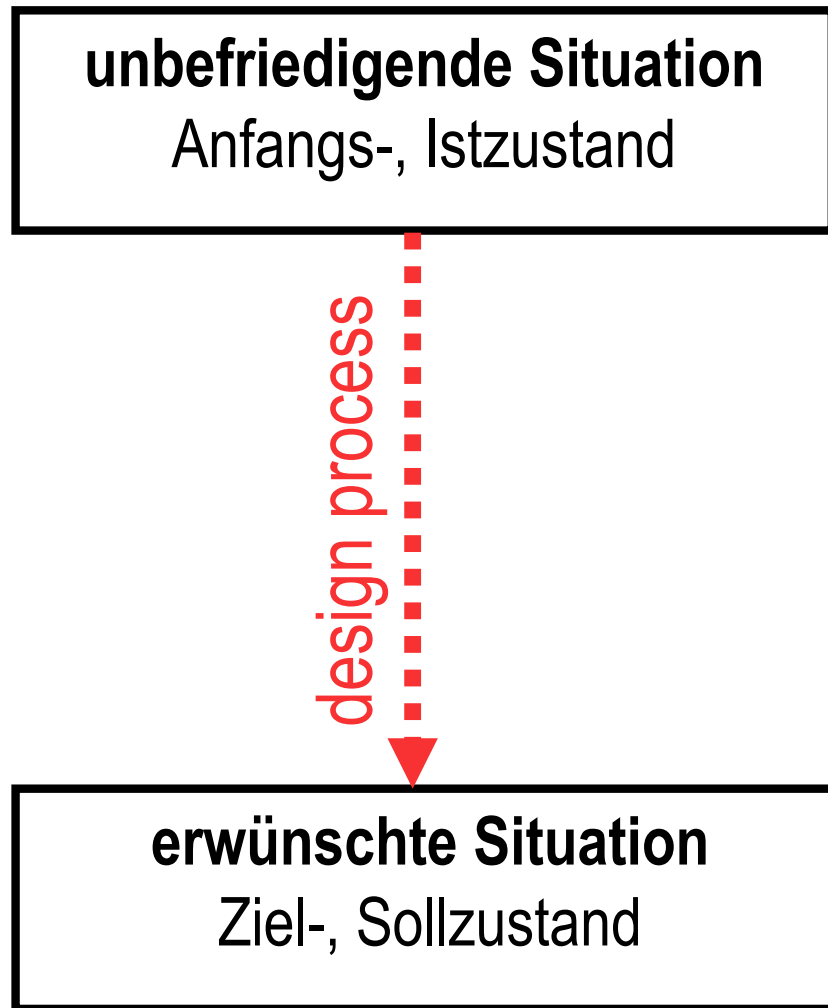 unbefriedigende Situation
Anfangs-, Istzustand
design process
erwünschte Situation
Ziel-, Sollzustand